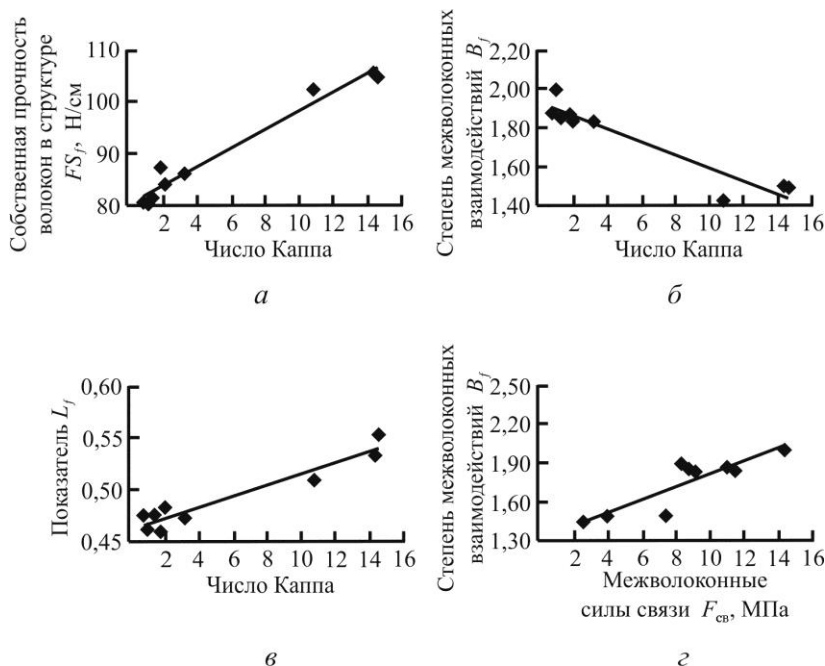 Собственная прочность
волокон в структуре
FS_f, Н/см
110
100
90
80
0 2 4 6 8 10 12 14 16
Число Каппа
а
Степень межволоконных
взаимодействий B_f
2,20
2,00
1,80
1,60
1,40
2 4 6 8 10 12 14 16
Число Каппа
б
Показатель L_f
0,60
0,55
0,50
0,45
0 2 4 6 8 10 12 14 16
Число Каппа
в
Степень межволоконных
взаимодействий B_f
2,50
2,10
1,90
1,60
1,30
2 4 6 8 10 12 14 16
Межволоконные
силы связи F_св, МПа
г